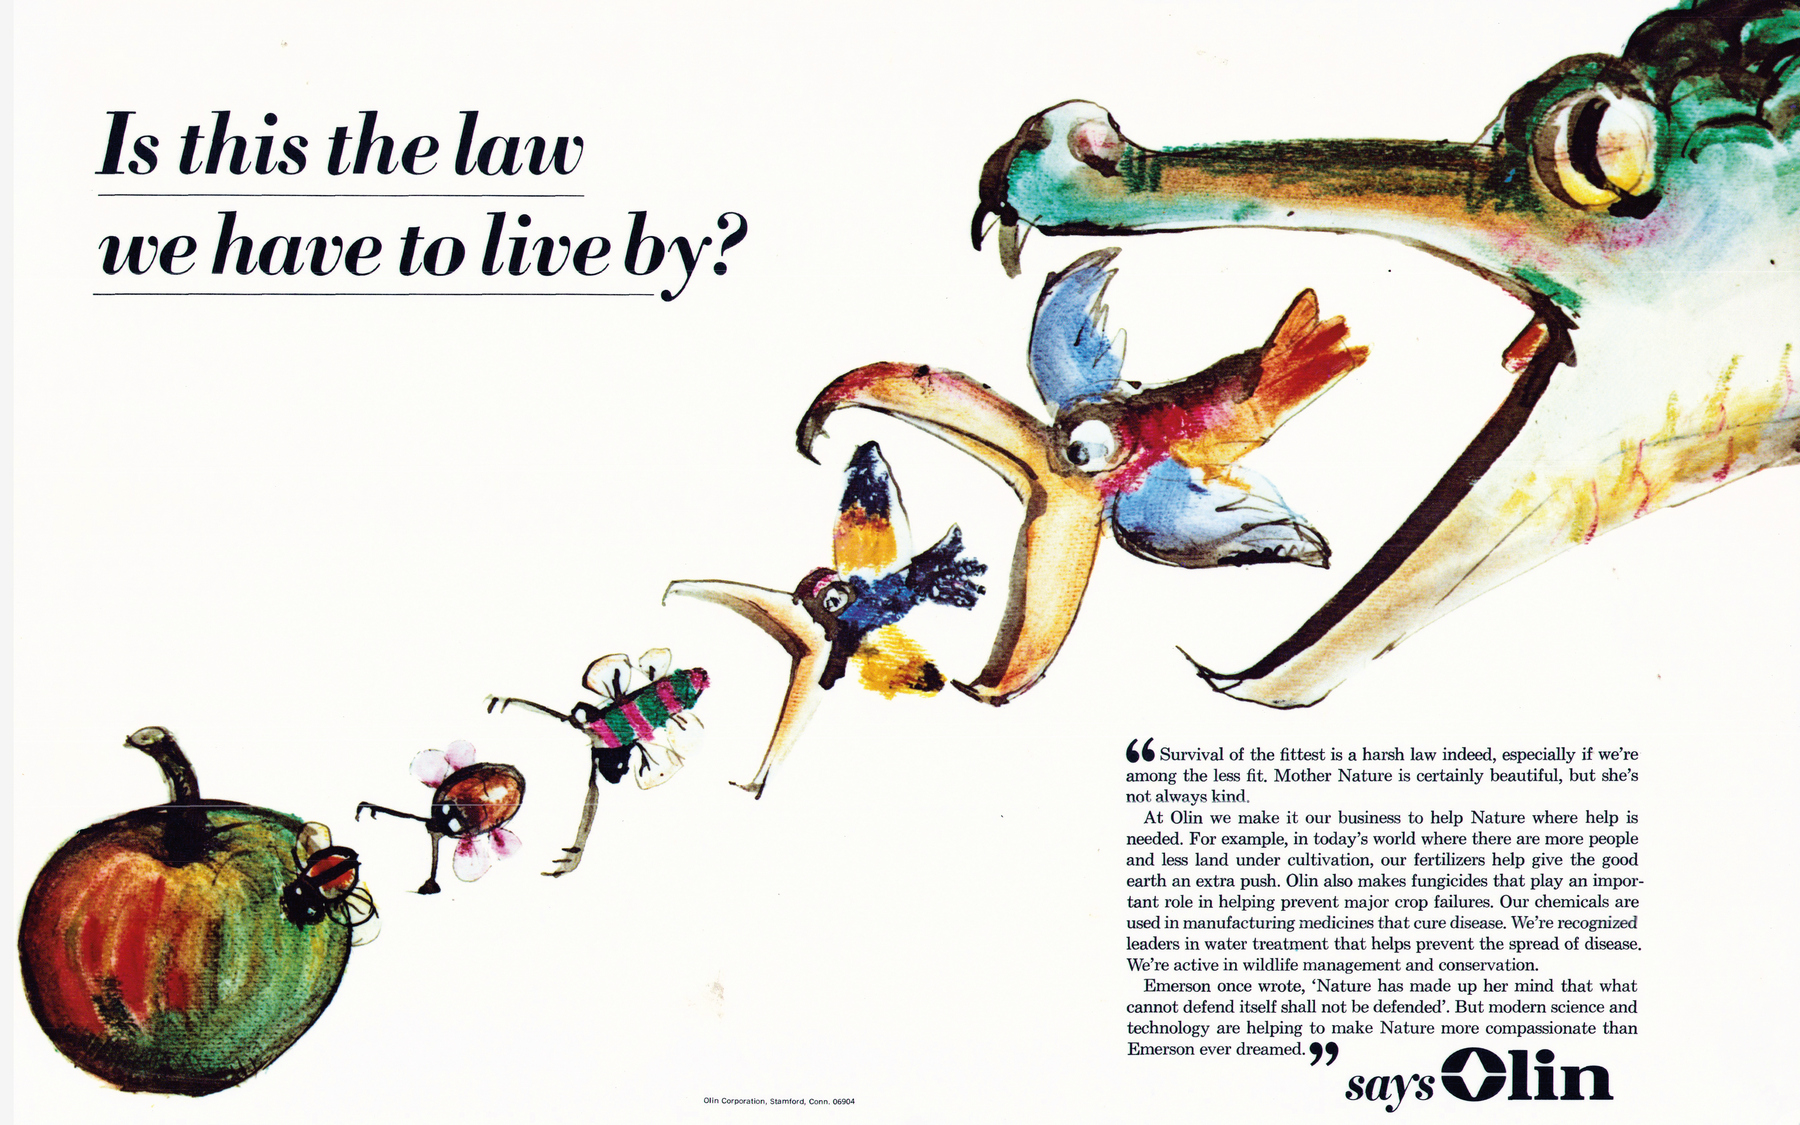 Is this the law
we have to live by?
“Survival of the fittest is a harsh law indeed, especially if we’re
among the less fit. Mother Nature is certainly beautiful, but she’s
not always kind.
At Olin we make it our business to help Nature where help is
needed. For example, in today’s world where there are more people
and less land under cultivation, our fertilizers help give the good
earth an extra push. Olin also makes fungicides that play an impor-
tant role in helping prevent major crop failures. Our chemicals are
used in manufacturing medicines that cure disease. We’re recognized
leaders in water treatment that helps prevent the spread of disease.
We’re active in wildlife management and conservation.
Emerson once wrote, ‘Nature has made up her mind that what
cannot defend itself shall not be defended’. But modern science and
technology are helping to make Nature more compassionate than
Emerson ever dreamed.”
says Olin
Olin Corporation, Stamford, Conn. 06904